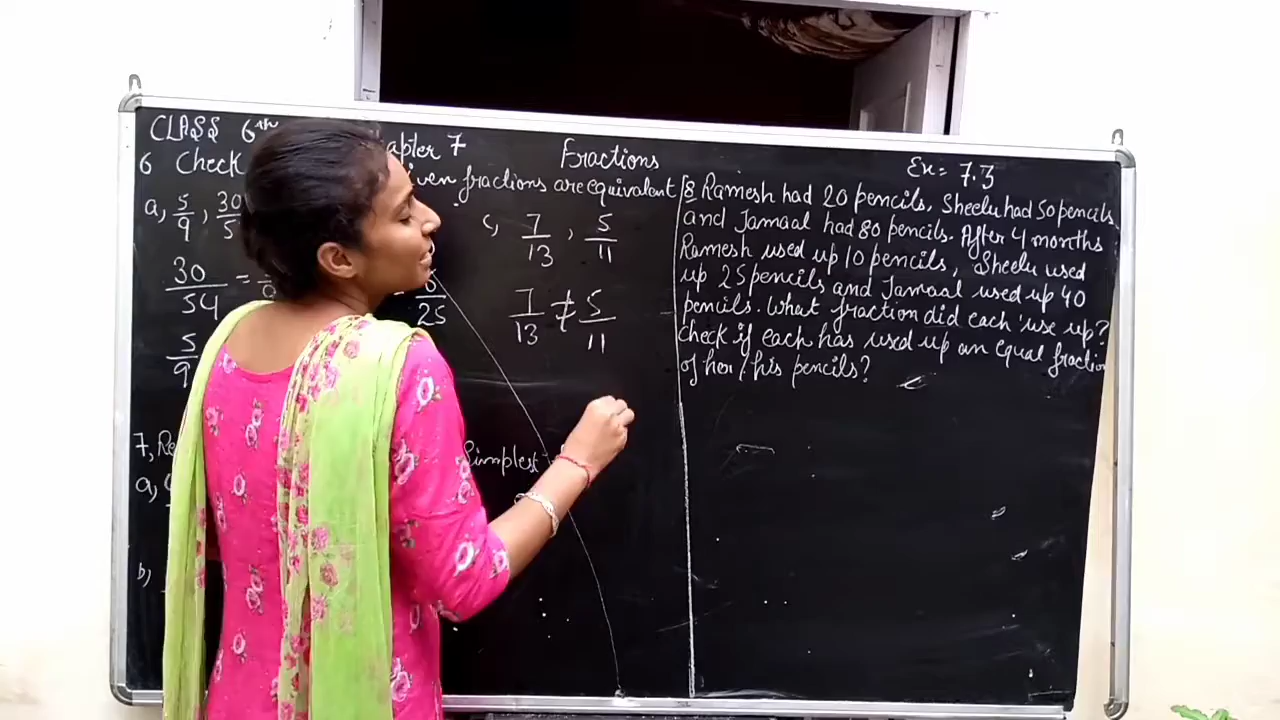 CLASS 6th apter 7 Fractions Ex= 7.3
6 Check iven fractions are equivalent
a, 5/9 , 30/5
30/54 =
5/9
6/25
c, 7/13 , 5/11
7/13 ≠ 5/11
7, Re Simplest
a,
b,
8 Ramesh had 20 pencils, Sheelu had 50 pencils
and Jamaal had 80 pencils. After 4 months
Ramesh used up 10 pencils, Sheelu used
up 25 pencils and Jamaal used up 40
pencils. What fraction did each use up?
Check if each has used up an equal fraction
of her / his pencils?